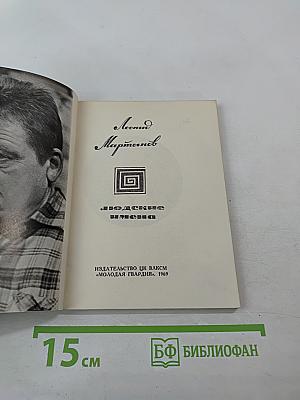 Леонид
Мартынов
ЛЮДСКИЕ
ИМЕНА
ИЗДАТЕЛЬСТВО ЦК ВЛКСМ
«МОЛОДАЯ ГВАРДИЯ», 1969
15 см
БФ БИБЛИОФАН